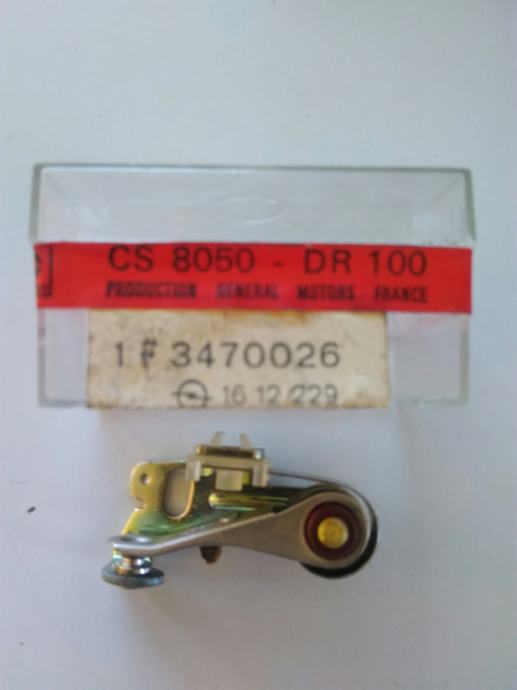 CS 8050 - DR 100
PRODUCTION GENERAL MOTORS FRANCE
1 # 3470026
16 12 229